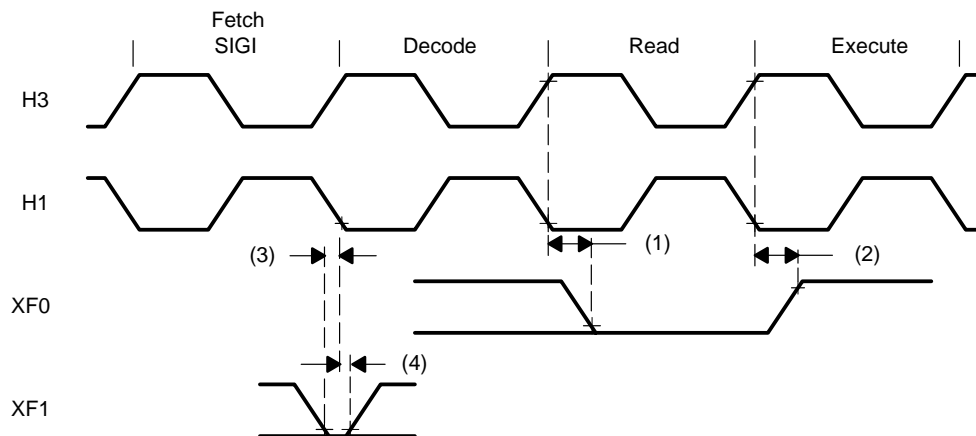 Fetch
SIGI
Decode
Read
Execute
H3
H1
(3)
(1)
(2)
XF0
(4)
XF1